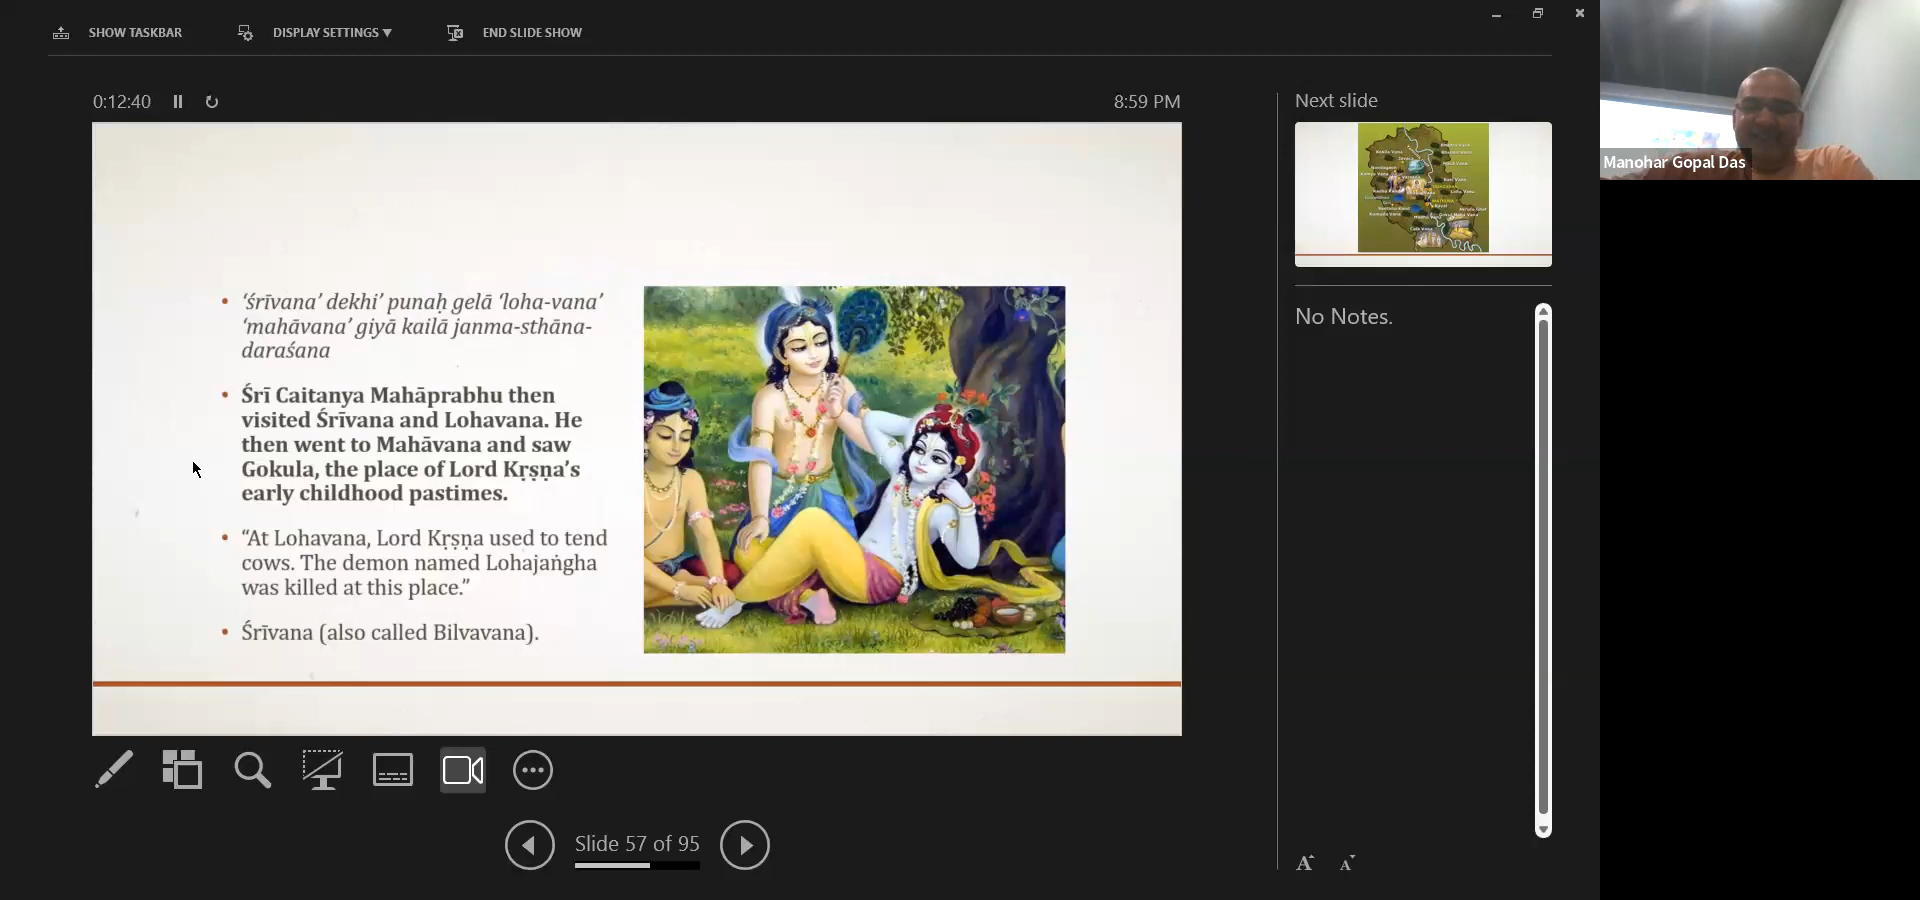 SHOW TASKBAR
DISPLAY SETTINGS ▼
END SLIDE SHOW
0:12:40
8:59 PM
Next slide
Manohar Gopal Das
• ‘śrīvana’ dekhi’ punaḥ gelā ‘loha-vana’
‘mahāvana’ giyā kailā janma-sthāna-
daraśana
• Śrī Caitanya Mahāprabhu then
visited Śrīvana and Lohavana. He
then went to Mahāvana and saw
Gokula, the place of Lord Kṛṣṇa’s
early childhood pastimes.
• “At Lohavana, Lord Kṛṣṇa used to tend
cows. The demon named Lohajaṅgha
was killed at this place.”
• Śrīvana (also called Bilvavana).
No Notes.
Slide 57 of 95
A A